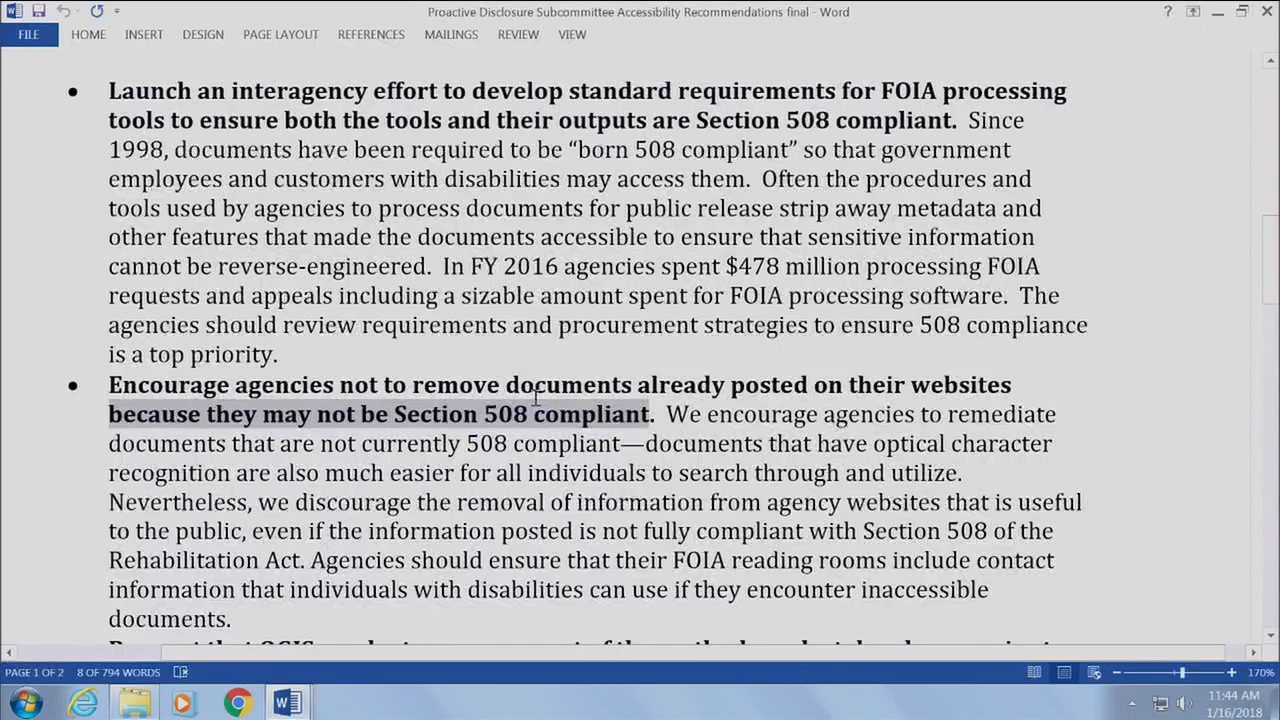 Proactive Disclosure Subcommittee Accessibility Recommendations final - Word
FILE HOME INSERT DESIGN PAGE LAYOUT REFERENCES MAILINGS REVIEW VIEW
• Launch an interagency effort to develop standard requirements for FOIA processing
tools to ensure both the tools and their outputs are Section 508 compliant. Since
1998, documents have been required to be “born 508 compliant” so that government
employees and customers with disabilities may access them. Often the procedures and
tools used by agencies to process documents for public release strip away metadata and
other features that made the documents accessible to ensure that sensitive information
cannot be reverse-engineered. In FY 2016 agencies spent $478 million processing FOIA
requests and appeals including a sizable amount spent for FOIA processing software. The
agencies should review requirements and procurement strategies to ensure 508 compliance
is a top priority.
• Encourage agencies not to remove documents already posted on their websites
because they may not be Section 508 compliant. We encourage agencies to remediate
documents that are not currently 508 compliant—documents that have optical character
recognition are also much easier for all individuals to search through and utilize.
Nevertheless, we discourage the removal of information from agency websites that is useful
to the public, even if the information posted is not fully compliant with Section 508 of the
Rehabilitation Act. Agencies should ensure that their FOIA reading rooms include contact
information that individuals with disabilities can use if they encounter inaccessible
documents.
PAGE 1 OF 2 8 OF 794 WORDS 170%
11:44 AM
1/16/2018